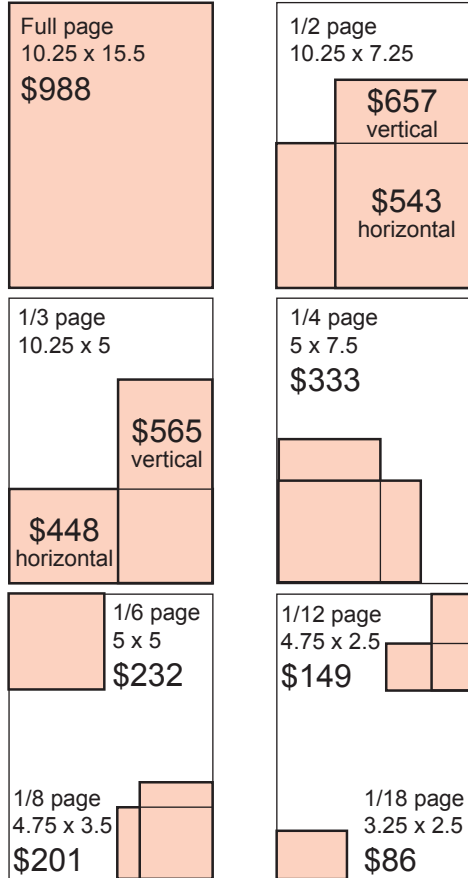 Full page
10.25 x 15.5
$988
1/2 page
10.25 x 7.25
$657
vertical
$543
horizontal
1/3 page
10.25 x 5
$565
vertical
$448
horizontal
1/4 page
5 x 7.5
$333
1/6 page
5 x 5
$232
1/12 page
4.75 x 2.5
$149
1/8 page
4.75 x 3.5
$201
1/18 page
3.25 x 2.5
$86